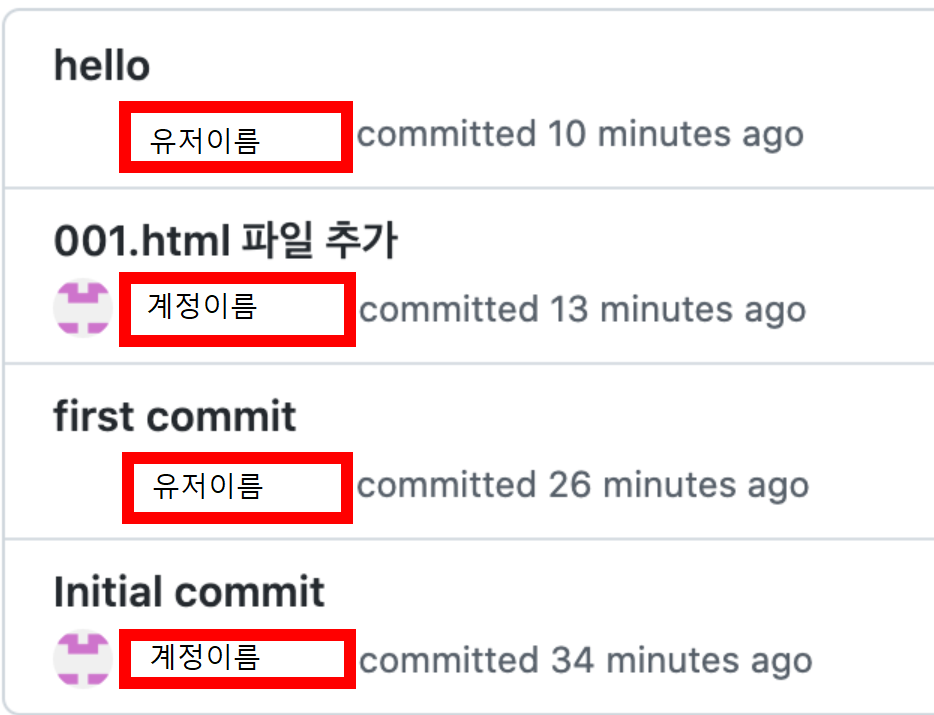 hello
유저이름 committed 10 minutes ago
001.html 파일 추가
계정이름 committed 13 minutes ago
first commit
유저이름 committed 26 minutes ago
Initial commit
계정이름 committed 34 minutes ago